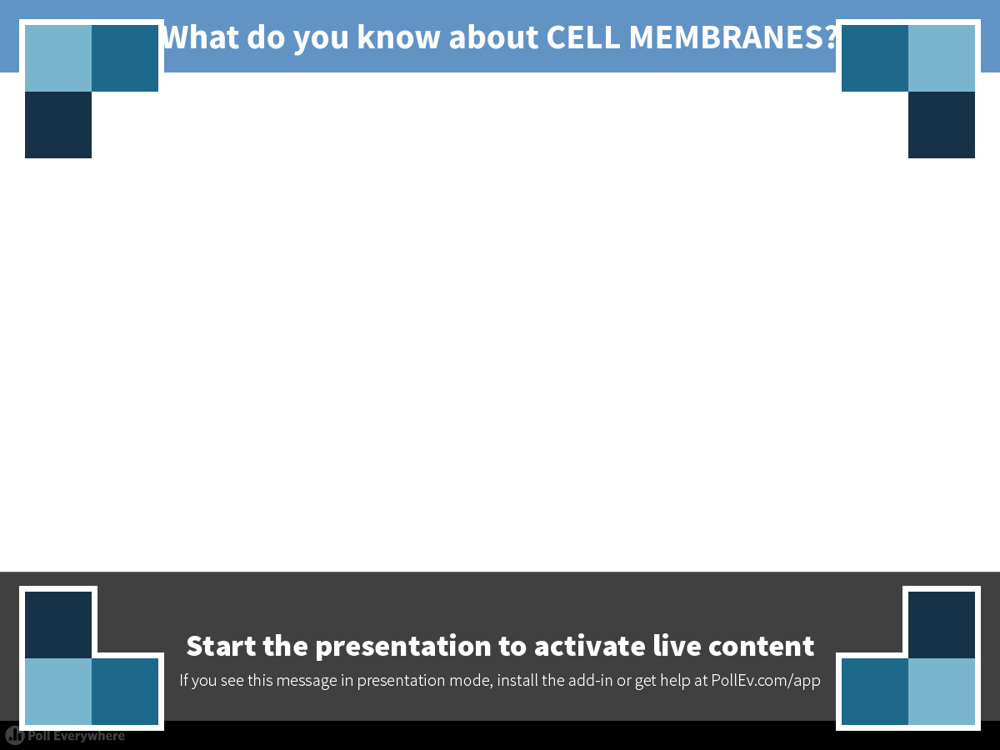 What do you know about CELL MEMBRANES?
Start the presentation to activate live content
If you see this message in presentation mode, install the add-in or get help at PollEv.com/app
Poll Everywhere